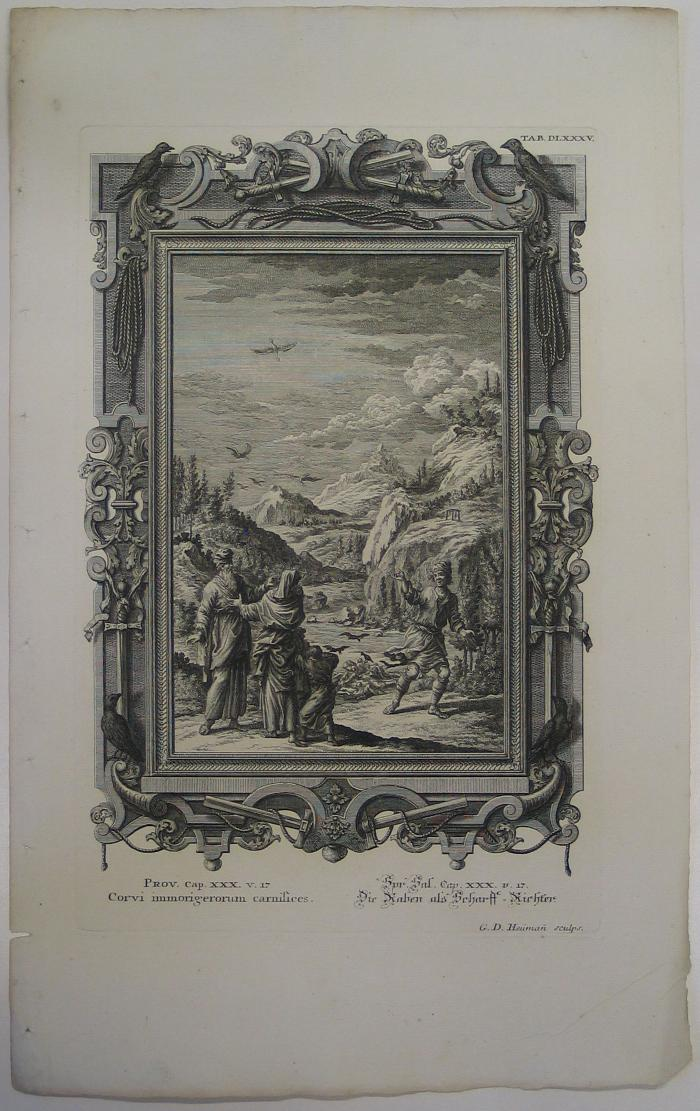 TAB. DLXXXV.
PROV. Cap. XXX. v. 17
Corvi immorigerorum carnifices.
Spr. Sal. Cap. XXX. v. 17.
Die Raben als Scharff-Richter.
G. D. Heüman̄ sculps.